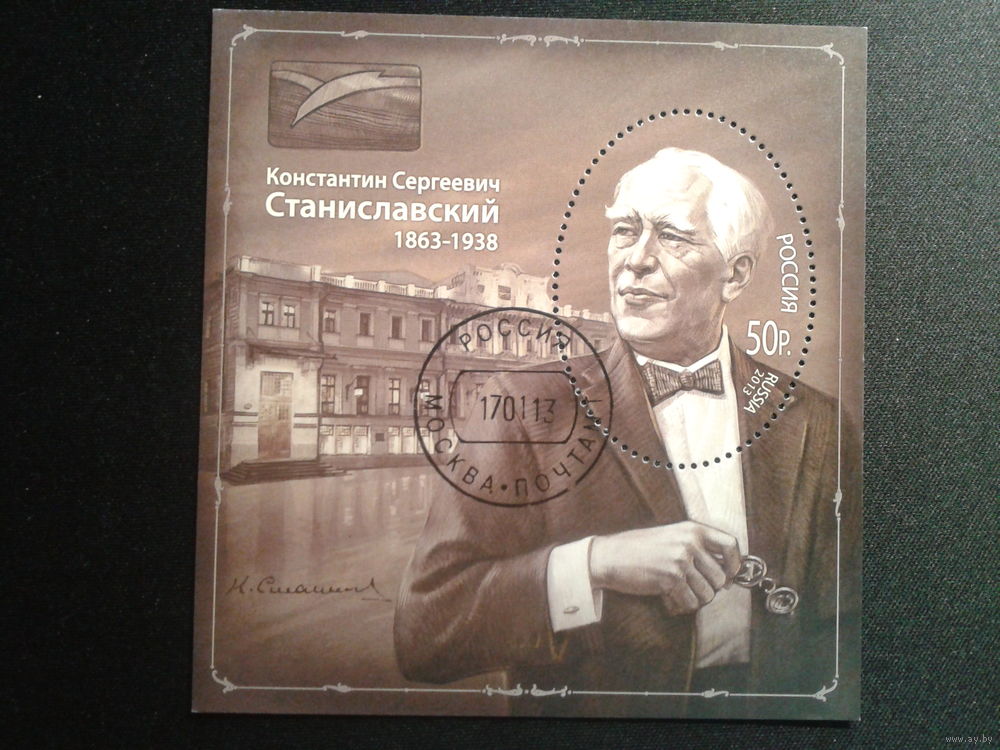 Константин Сергеевич
Станиславский
1863-1938
РОССИЯ
50Р.
RUSSIA
2013
РОССИЯ
170113
МОСКВА • ПОЧТАМТ
www.ay.by